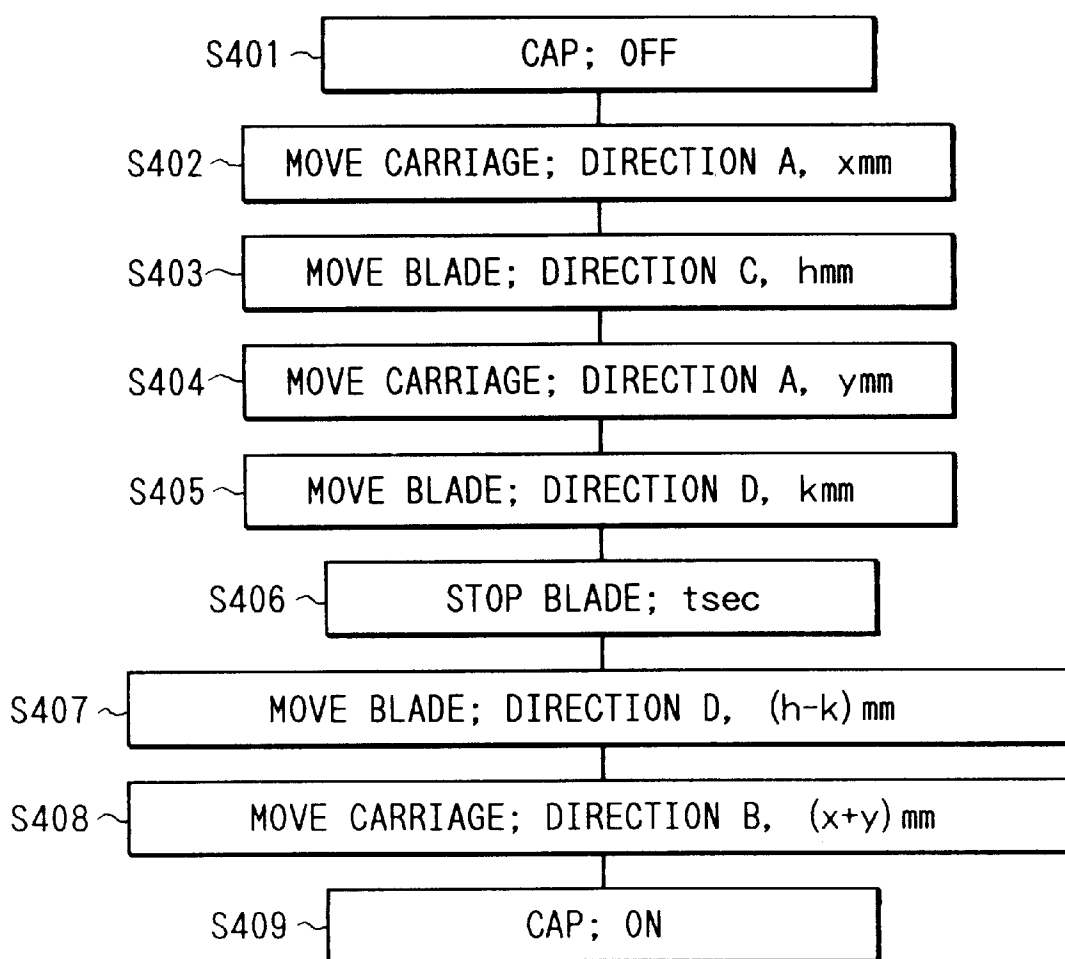 S401 CAP; OFF
S402 MOVE CARRIAGE; DIRECTION A, xmm
S403 MOVE BLADE; DIRECTION C, hmm
S404 MOVE CARRIAGE; DIRECTION A, ymm
S405 MOVE BLADE; DIRECTION D, kmm
S406 STOP BLADE; tsec
S407 MOVE BLADE; DIRECTION D, (h-k)mm
S408 MOVE CARRIAGE; DIRECTION B, (x+y)mm
S409 CAP; ON